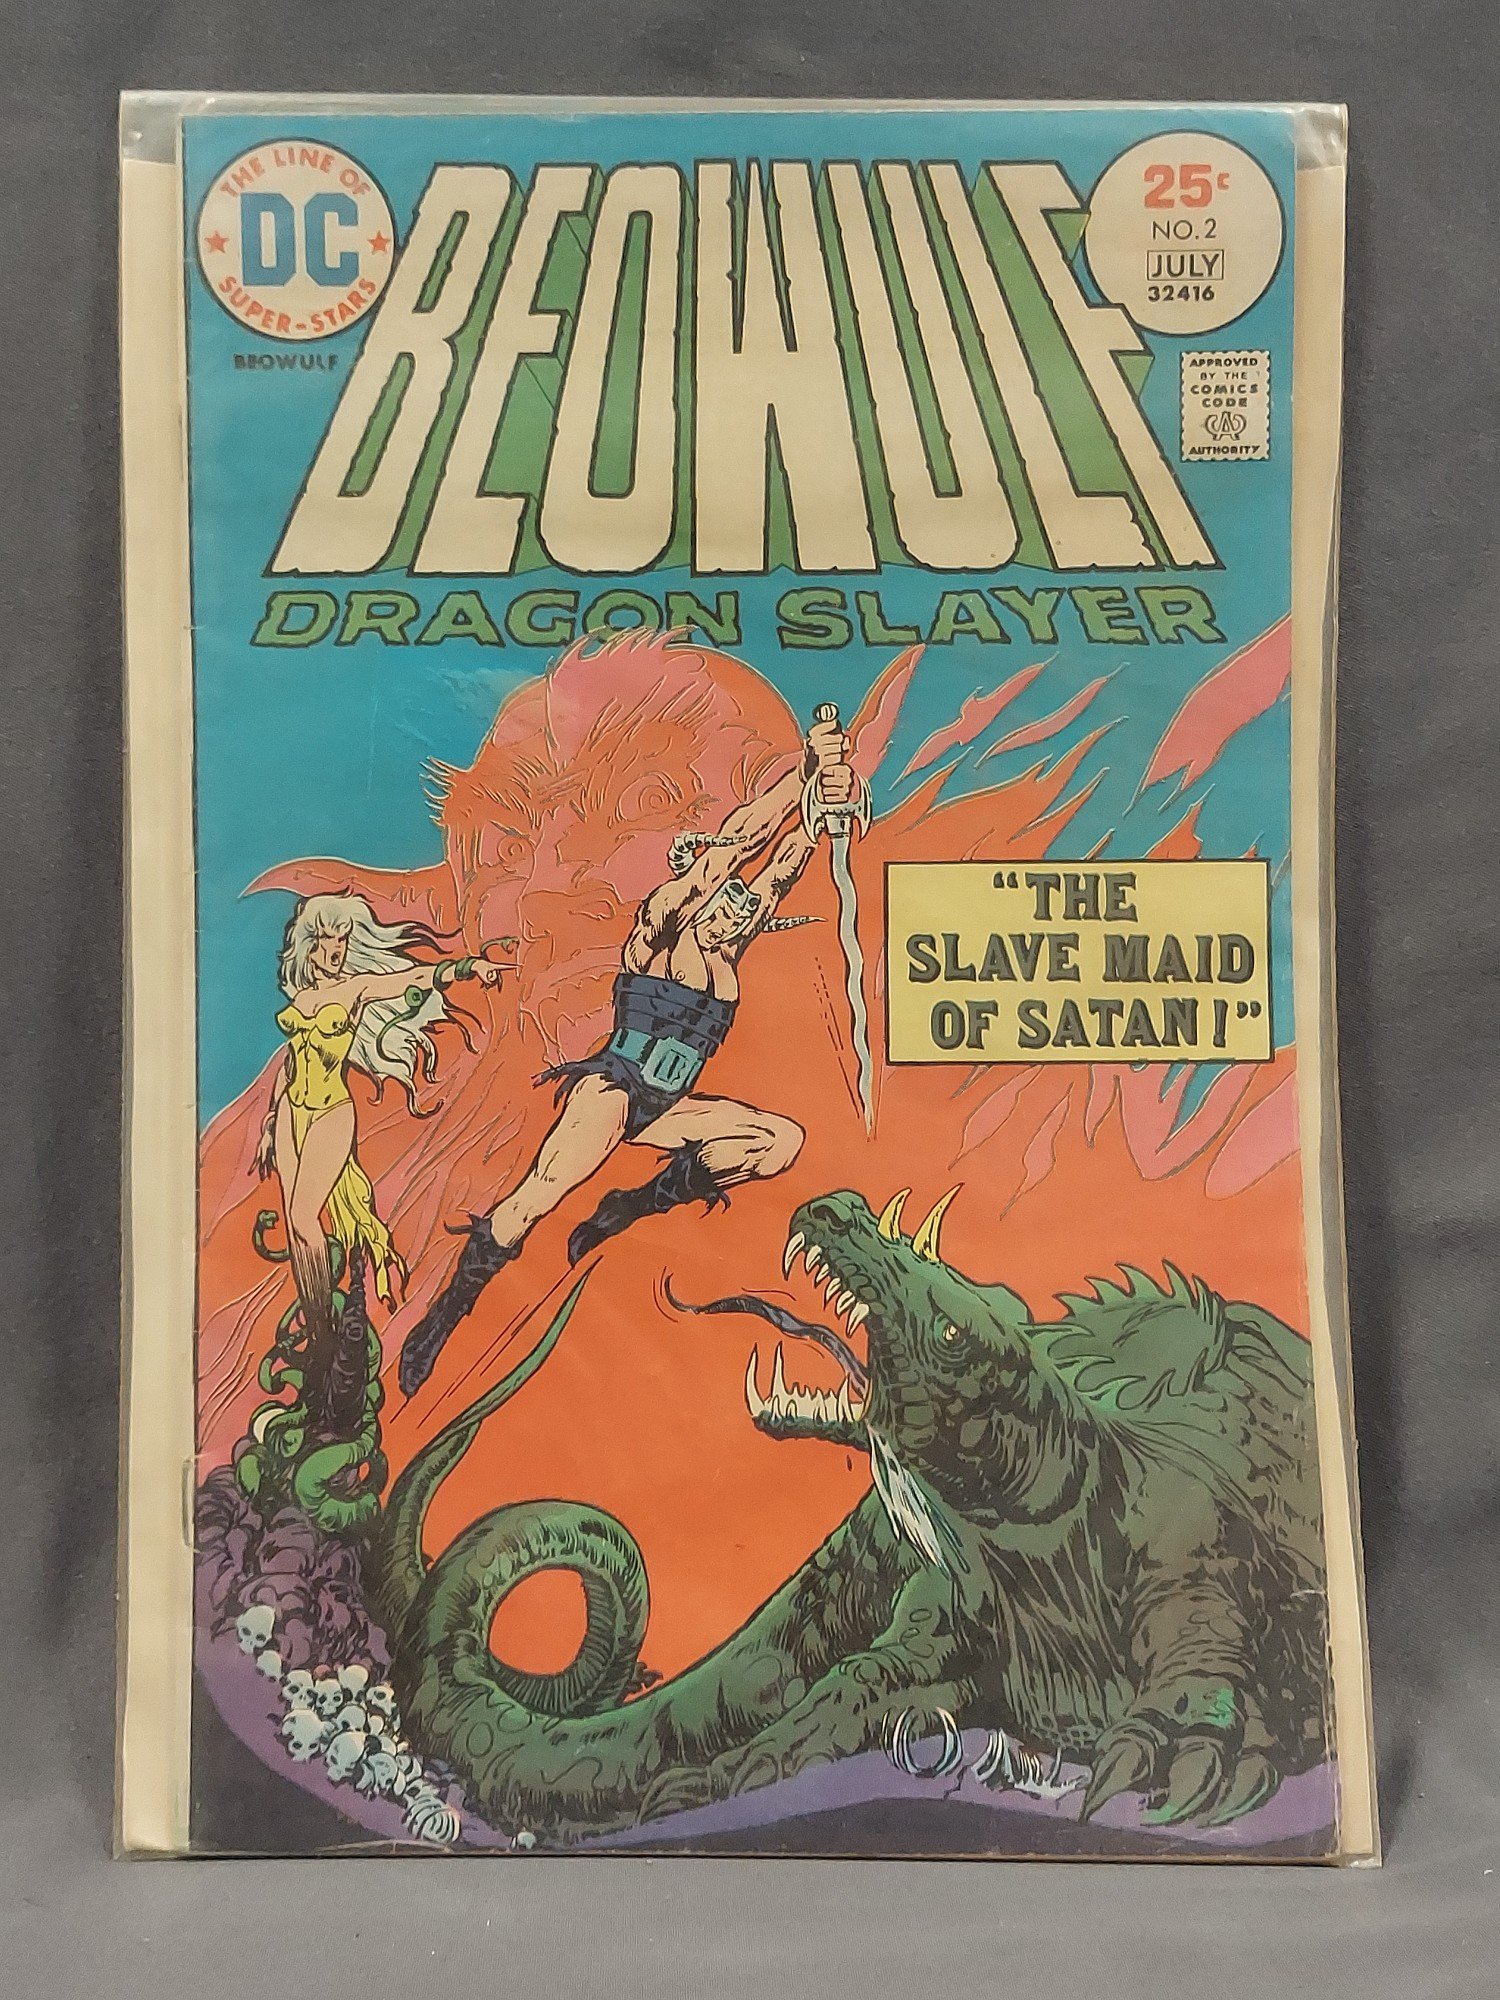 THE LINE OF
DC
SUPER-STARS
BEOWULF
BEOWULF
DRAGON SLAYER
25¢
NO. 2
JULY
32416
APPROVED
BY THE
COMICS
CODE
CA
AUTHORITY
"THE
SLAVE MAID
OF SATAN!"
B